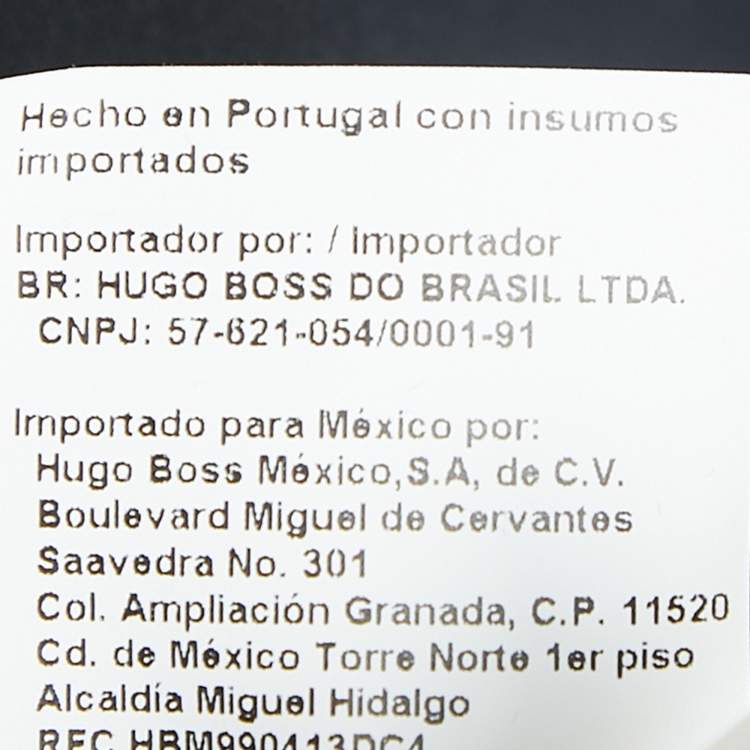 Hecho en Portugal con insumos
importados
Importador por: / Importador
BR: HUGO BOSS DO BRASIL LTDA.
CNPJ: 57-621-054/0001-91
Importado para México por:
Hugo Boss México,S.A, de C.V.
Boulevard Miguel de Cervantes
Saavedra No. 301
Col. Ampliación Granada, C.P. 11520
Cd. de México Torre Norte 1er piso
Alcaldía Miguel Hidalgo
RFC HBM990413DC4